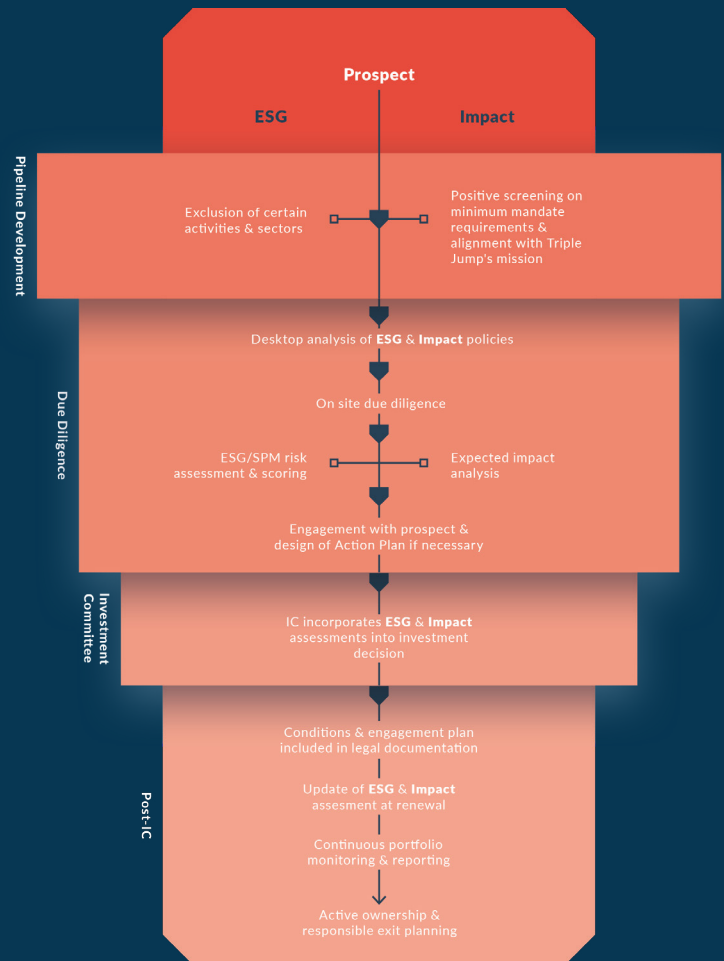 Prospect
ESG
Impact
Pipeline Development
Exclusion of certain
activities & sectors
Positive screening on
minimum mandate
requirements &
alignment with Triple
Jump's mission
Due Diligence
Desktop analysis of ESG & Impact policies
On site due diligence
ESG/SPM risk
assessment & scoring
Expected impact
analysis
Engagement with prospect &
design of Action Plan if necessary
Investment
Committee
IC incorporates ESG & Impact
assessments into investment
decision
Post-IC
Conditions & engagement plan
included in legal documentation
Update of ESG & Impact
assesment at renewal
Continuous portfolio
monitoring & reporting
Active ownership &
responsible exit planning